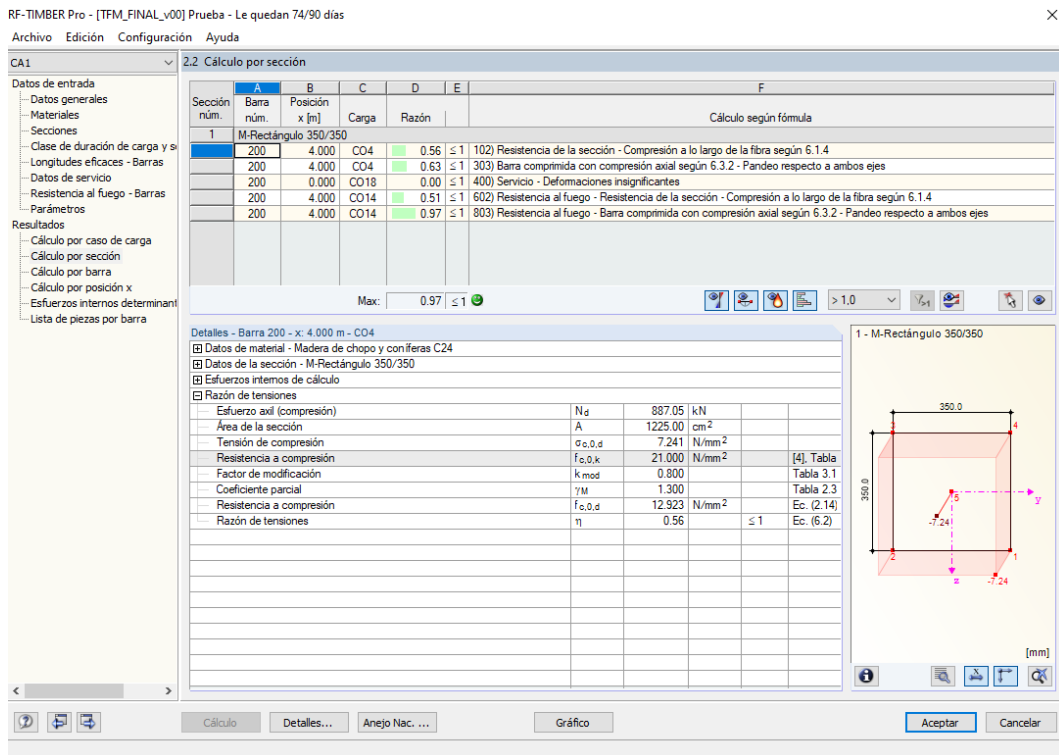 RF-TIMBER Pro - [TFM_FINAL_v00] Prueba - Le quedan 74/90 días
Archivo Edición Configuración Ayuda
CA1
2.2 Cálculo por sección
Datos de entrada
Datos generales
Materiales
Secciones
Clase de duración de carga y se
Longitudes eficaces - Barras
Datos de servicio
Resistencia al fuego - Barras
Parámetros
Resultados
Cálculo por caso de carga
Cálculo por sección
Cálculo por barra
Cálculo por posición x
Esfuerzos internos determinant
Lista de piezas por barra
A B C D E F
Sección núm. Barra núm. Posición x [m] Carga Razón Cálculo según fórmula
1 M-Rectángulo 350/350
200 4.000 CO4 0.56 ≤ 1 102) Resistencia de la sección - Compresión a lo largo de la fibra según 6.1.4
200 4.000 CO4 0.63 ≤ 1 303) Barra comprimida con compresión axial según 6.3.2 - Pandeo respecto a ambos ejes
200 0.000 CO18 0.00 ≤ 1 400) Servicio - Deformaciones insignificantes
200 4.000 CO14 0.51 ≤ 1 602) Resistencia al fuego - Resistencia de la sección - Compresión a lo largo de la fibra según 6.1.4
200 4.000 CO14 0.97 ≤ 1 803) Resistencia al fuego - Barra comprimida con compresión axial según 6.3.2 - Pandeo respecto a ambos ejes
Max: 0.97 ≤ 1
> 1.0
Detalles - Barra 200 - x: 4.000 m - CO4
Datos de material - Madera de chopo y coníferas C24
Datos de la sección - M-Rectángulo 350/350
Esfuerzos internos de cálculo
Razón de tensiones
Esfuerzo axil (compresión) Nd 887.05 kN
Área de la sección A 1225.00 cm2
Tensión de compresión σc,0,d 7.241 N/mm2
Resistencia a compresión fc,0,k 21.000 N/mm2 [4], Tabla
Factor de modificación kmod 0.800 Tabla 3.1
Coeficiente parcial γM 1.300 Tabla 2.3
Resistencia a compresión fc,0,d 12.923 N/mm2 Ec. (2.14)
Razón de tensiones η 0.56 ≤ 1 Ec. (6.2)
1 - M-Rectángulo 350/350
350.0
3 4
350.0
5 y
-7.24
2 1
z -7.24
[mm]
Cálculo Detalles... Anejo Nac. ... Gráfico Aceptar Cancelar